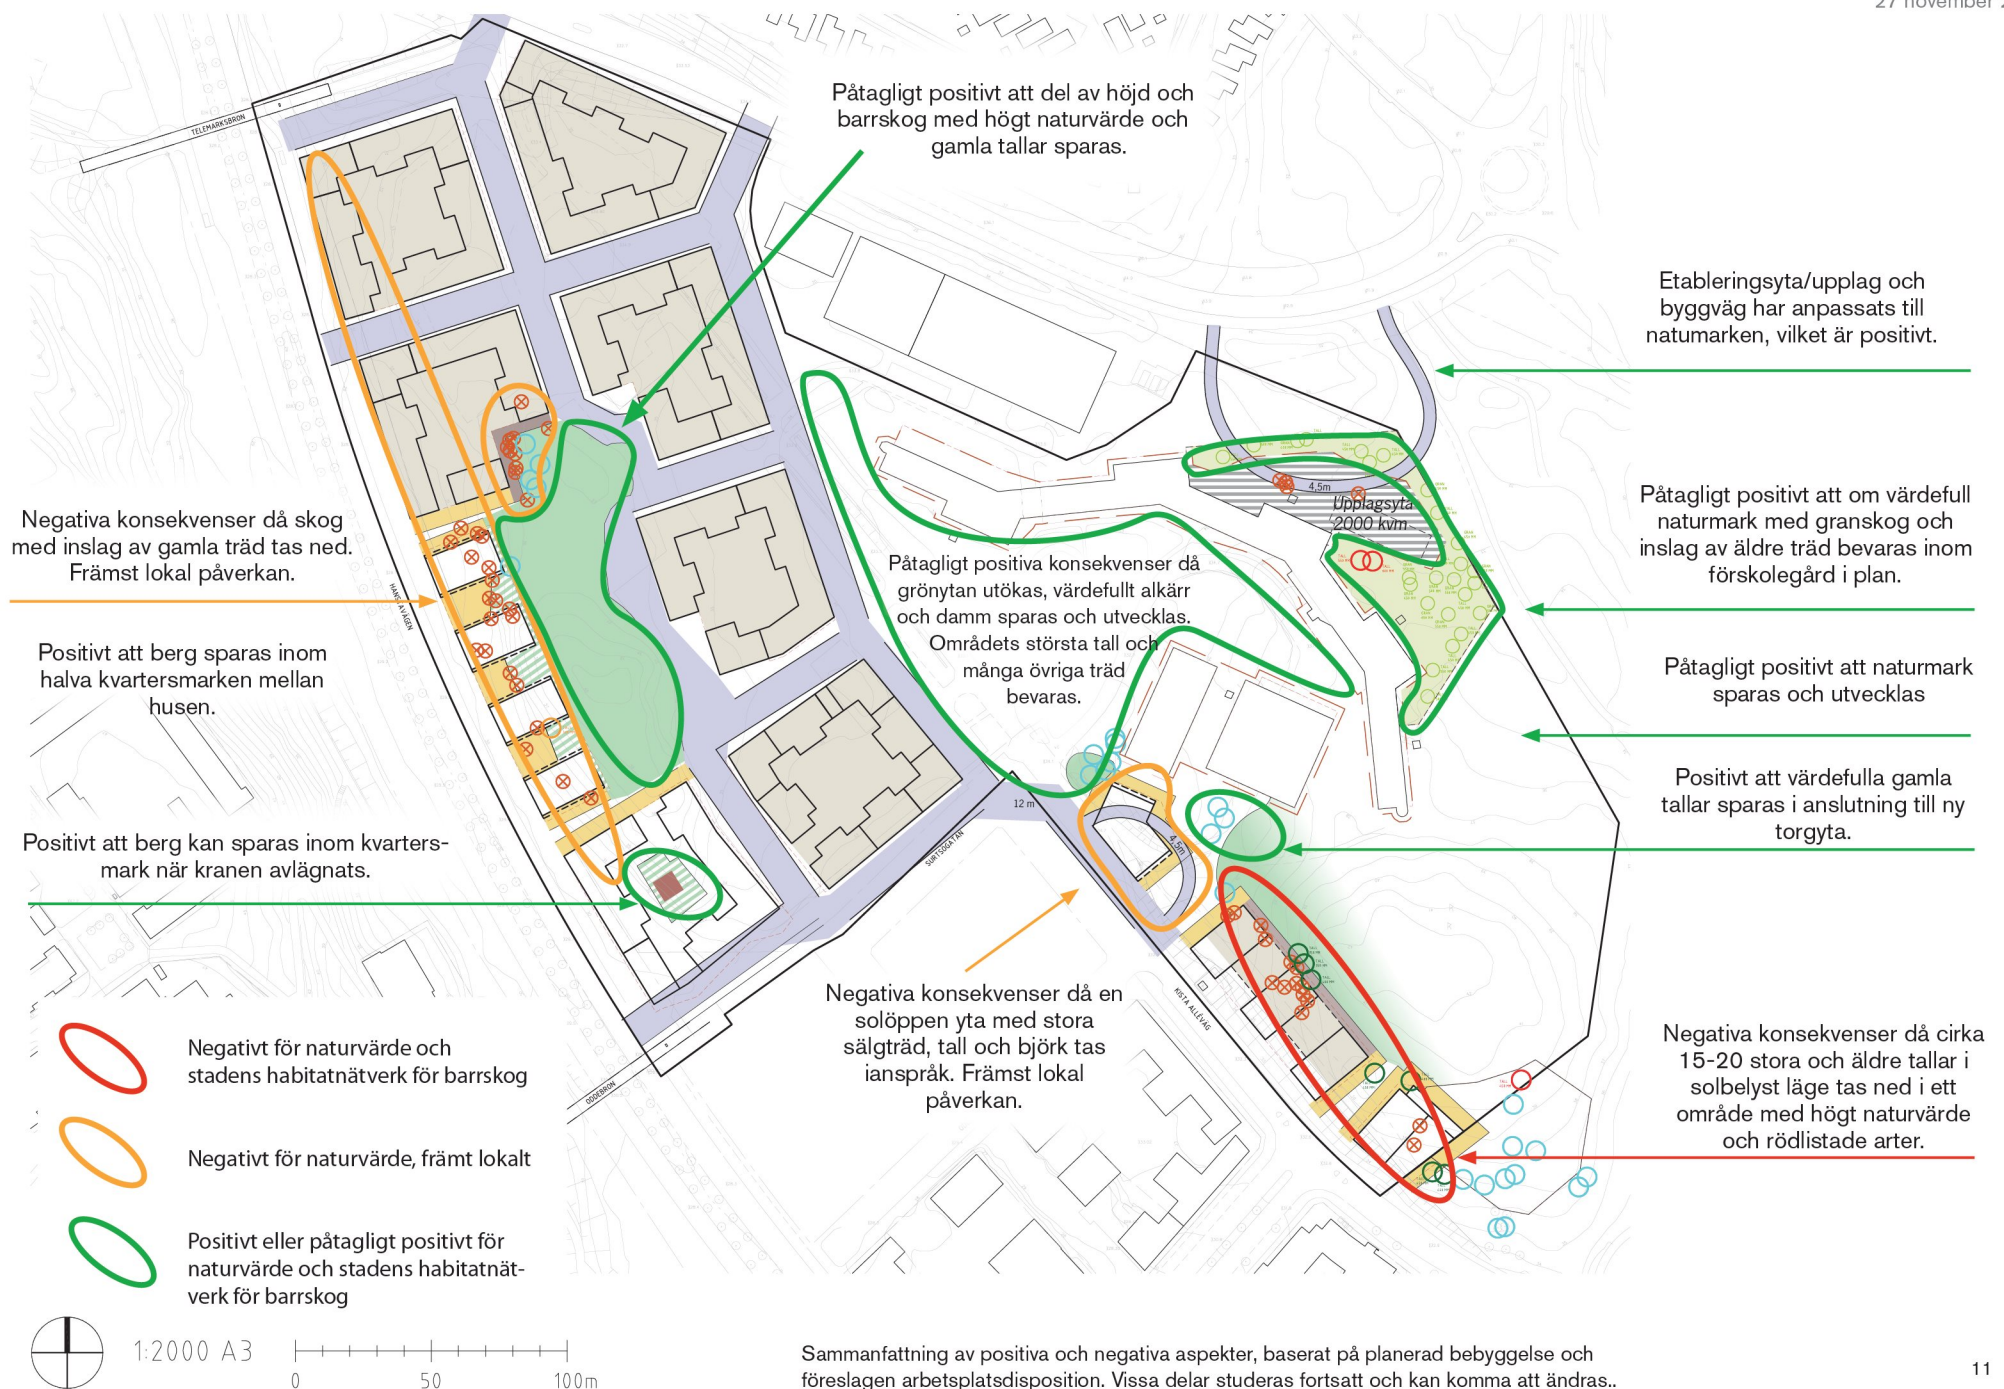 27 november 2
TELEMARKSBRON
Påtagligt positivt att del av höjd och
barrskog med högt naturvärde och
gamla tallar sparas.
Etableringsyta/upplag och
byggväg har anpassats till
natumarken, vilket är positivt.
Påtagligt positivt att om värdefull
naturmark med granskog och
inslag av äldre träd bevaras inom
förskolegård i plan.
Påtagligt positivt att naturmark
sparas och utvecklas
Positivt att värdefulla gamla
tallar sparas i anslutning till ny
torgyta.
Negativa konsekvenser då cirka
15-20 stora och äldre tallar i
solbelyst läge tas ned i ett
område med högt naturvärde
och rödlistade arter.
4,5m
Upplagsyta
2000 kvm
Påtagligt positiva konsekvenser då
grönytan utökas, värdefullt alkärr
och damm sparas och utvecklas.
Områdets största tall och
många övriga träd
bevaras.
Negativa konsekvenser då skog
med inslag av gamla träd tas ned.
Främst lokal påverkan.
Positivt att berg sparas inom
halva kvartersmarken mellan
husen.
Positivt att berg kan sparas inom kvarters-
mark när kranen avlägnats.
HANSTAVÄGEN
12 m
SURTSÖGATAN
4,5m
KISTA ALLÉVÄG
ODDEBRON
Negativa konsekvenser då en
solöppen yta med stora
sälgträd, tall och björk tas
ianspråk. Främst lokal
påverkan.
Negativt för naturvärde och
stadens habitatnätverk för barrskog
Negativt för naturvärde, främt lokalt
Positivt eller påtagligt positivt för
naturvärde och stadens habitatnät-
verk för barrskog
1:2000 A3
0 50 100m
Sammanfattning av positiva och negativa aspekter, baserat på planerad bebyggelse och
föreslagen arbetsplatsdisposition. Vissa delar studeras fortsatt och kan komma att ändras..
11